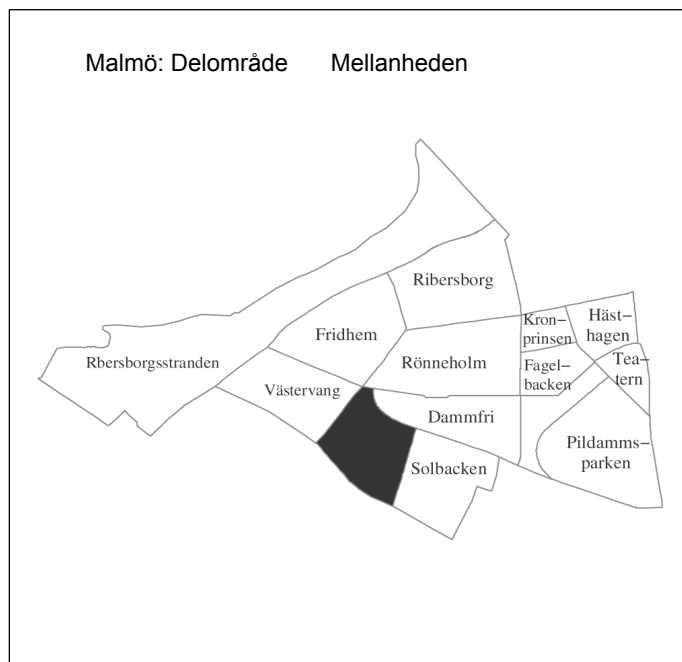 Malmö: Delområde Mellanheden
Ribersborg
Kron–
prinsen
Häst–
hagen
Fridhem
Rönneholm
Rbersborgsstranden
Fagel–
backen
Tea–
tern
Västervang
Dammfri
Pildamms–
parken
Solbacken